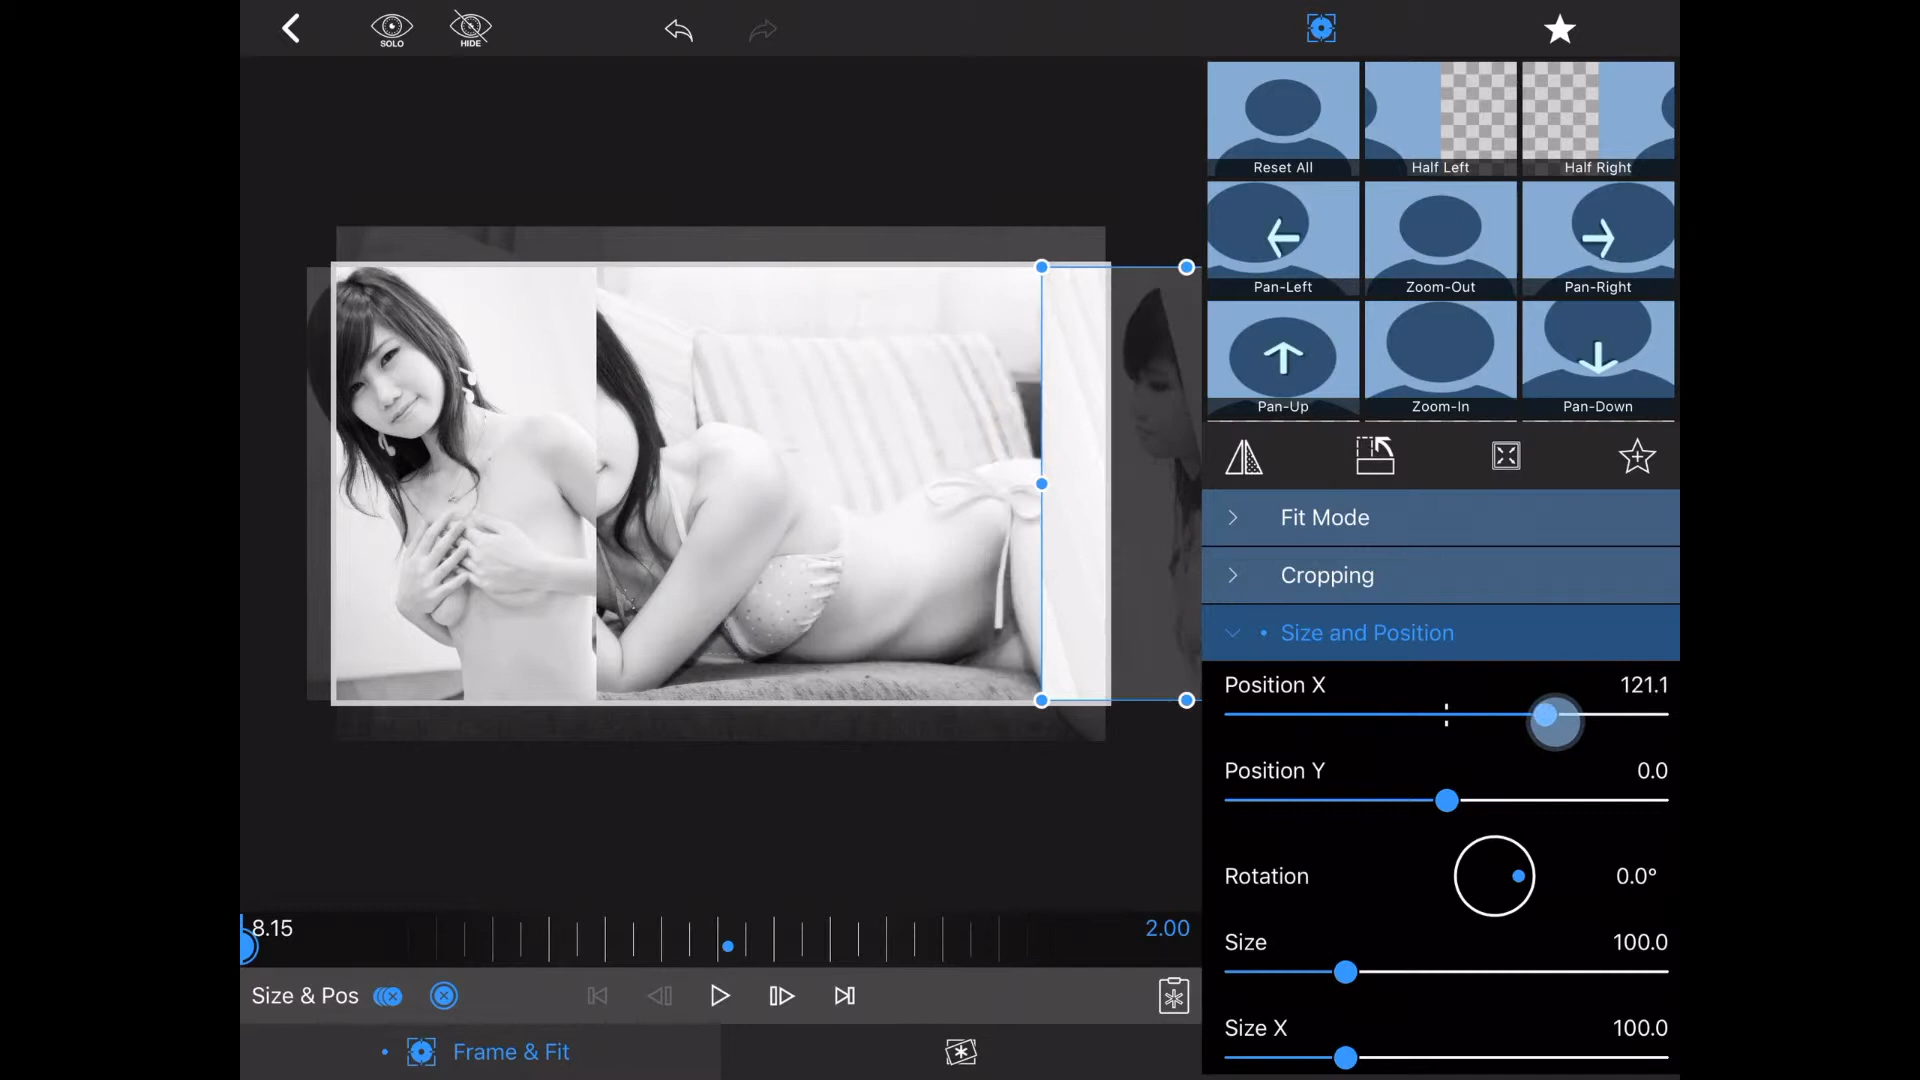 SOLO
HIDE
Reset All
Half Left
Half Right
Pan-Left
Zoom-Out
Pan-Right
Pan-Up
Zoom-In
Pan-Down
Fit Mode
Cropping
Size and Position
Position X 121.1
Position Y 0.0
Rotation 0.0°
Size 100.0
Size X 100.0
8.15
2.00
Size & Pos
Frame & Fit